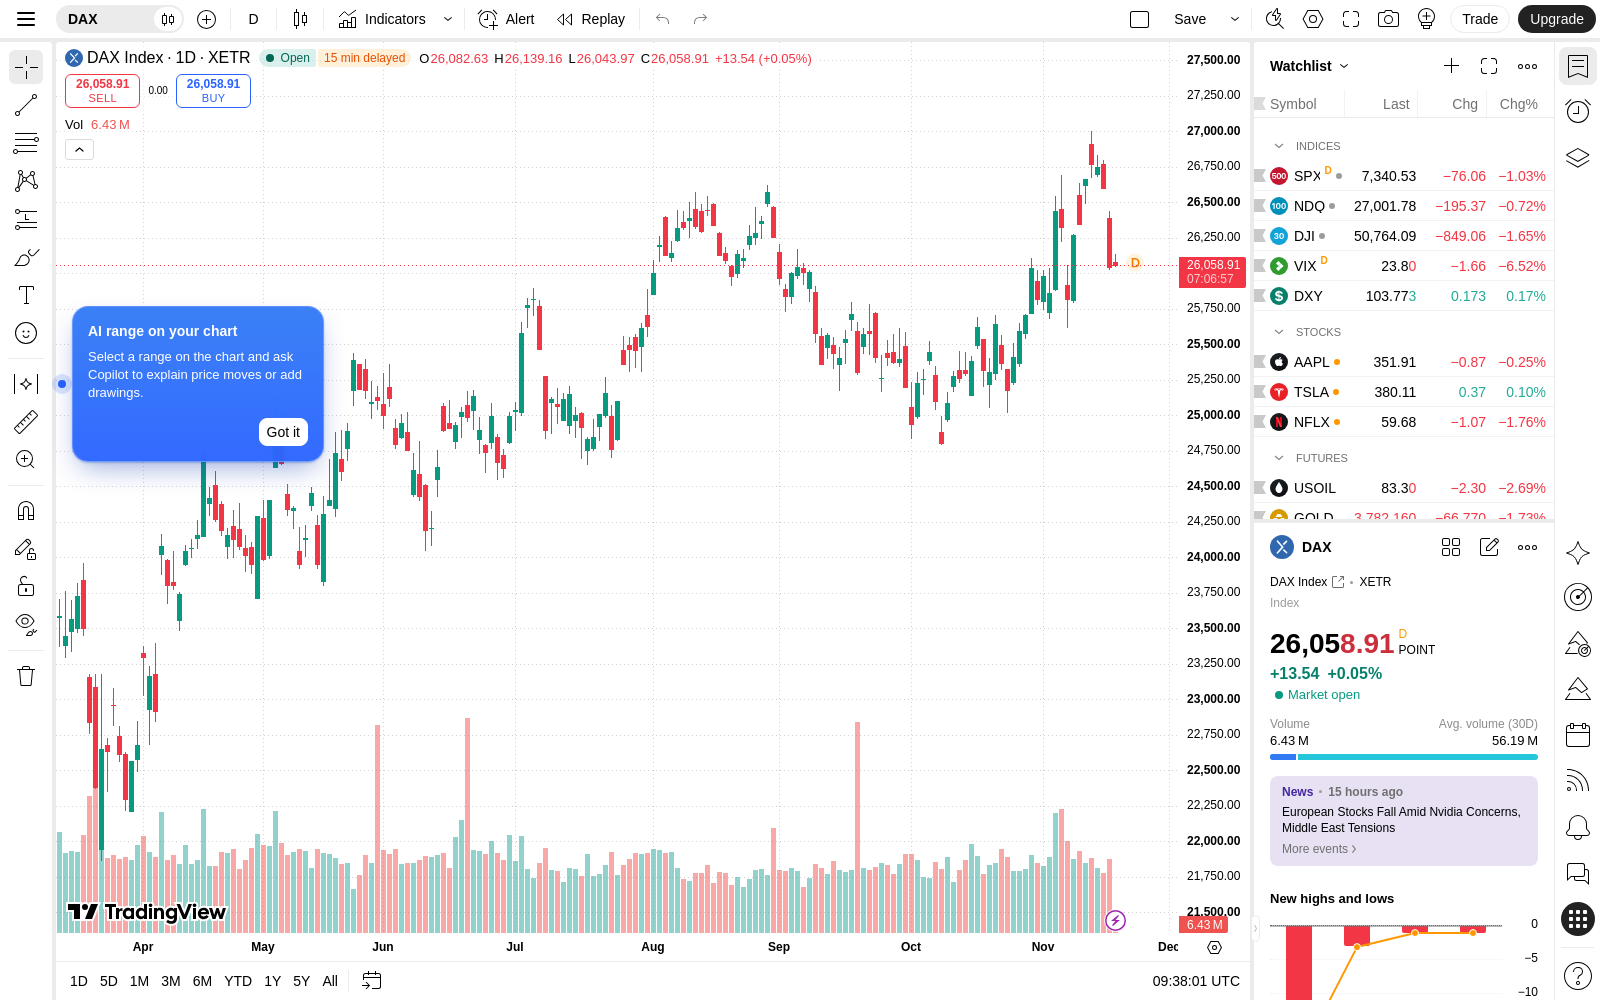 DAX
D
Indicators
Alert
Replay
Save
Trade
Upgrade
DAX Index · 1D · XETR
Open
15 min delayed
O26,082.63 H26,139.16 L26,043.97 C26,058.91 +13.54 (+0.05%)
26,058.91
SELL
0.00
26,058.91
BUY
Vol 6.43 M
AI range on your chart
Select a range on the chart and ask
Copilot to explain price moves or add
drawings.
Got it
D
TradingView
27,500.00
27,250.00
27,000.00
26,750.00
26,500.00
26,250.00
26,058.91
07:06:57
25,750.00
25,500.00
25,250.00
25,000.00
24,750.00
24,500.00
24,250.00
24,000.00
23,750.00
23,500.00
23,250.00
23,000.00
22,750.00
22,500.00
22,250.00
22,000.00
21,750.00
21,500.00
6.43 M
Apr May Jun Jul Aug Sep Oct Nov Dec
1D 5D 1M 3M 6M YTD 1Y 5Y All
09:38:01 UTC
Watchlist
Symbol Last Chg Chg%
INDICES
500 SPX D 7,340.53 −76.06 −1.03%
100 NDQ 27,001.78 −195.37 −0.72%
30 DJI 50,764.09 −849.06 −1.65%
VIX D 23.80 −1.66 −6.52%
DXY 103.773 0.173 0.17%
STOCKS
AAPL 351.91 −0.87 −0.25%
TSLA 380.11 0.37 0.10%
NFLX 59.68 −1.07 −1.76%
FUTURES
USOIL 83.30 −2.30 −2.69%
GOLD 3,782.160 −66.770 −1.73%
DAX
DAX Index • XETR
Index
26,058.91 D POINT
+13.54 +0.05%
Market open
Volume Avg. volume (30D)
6.43 M 56.19 M
News • 15 hours ago
European Stocks Fall Amid Nvidia Concerns,
Middle East Tensions
More events
New highs and lows
0
−5
−10